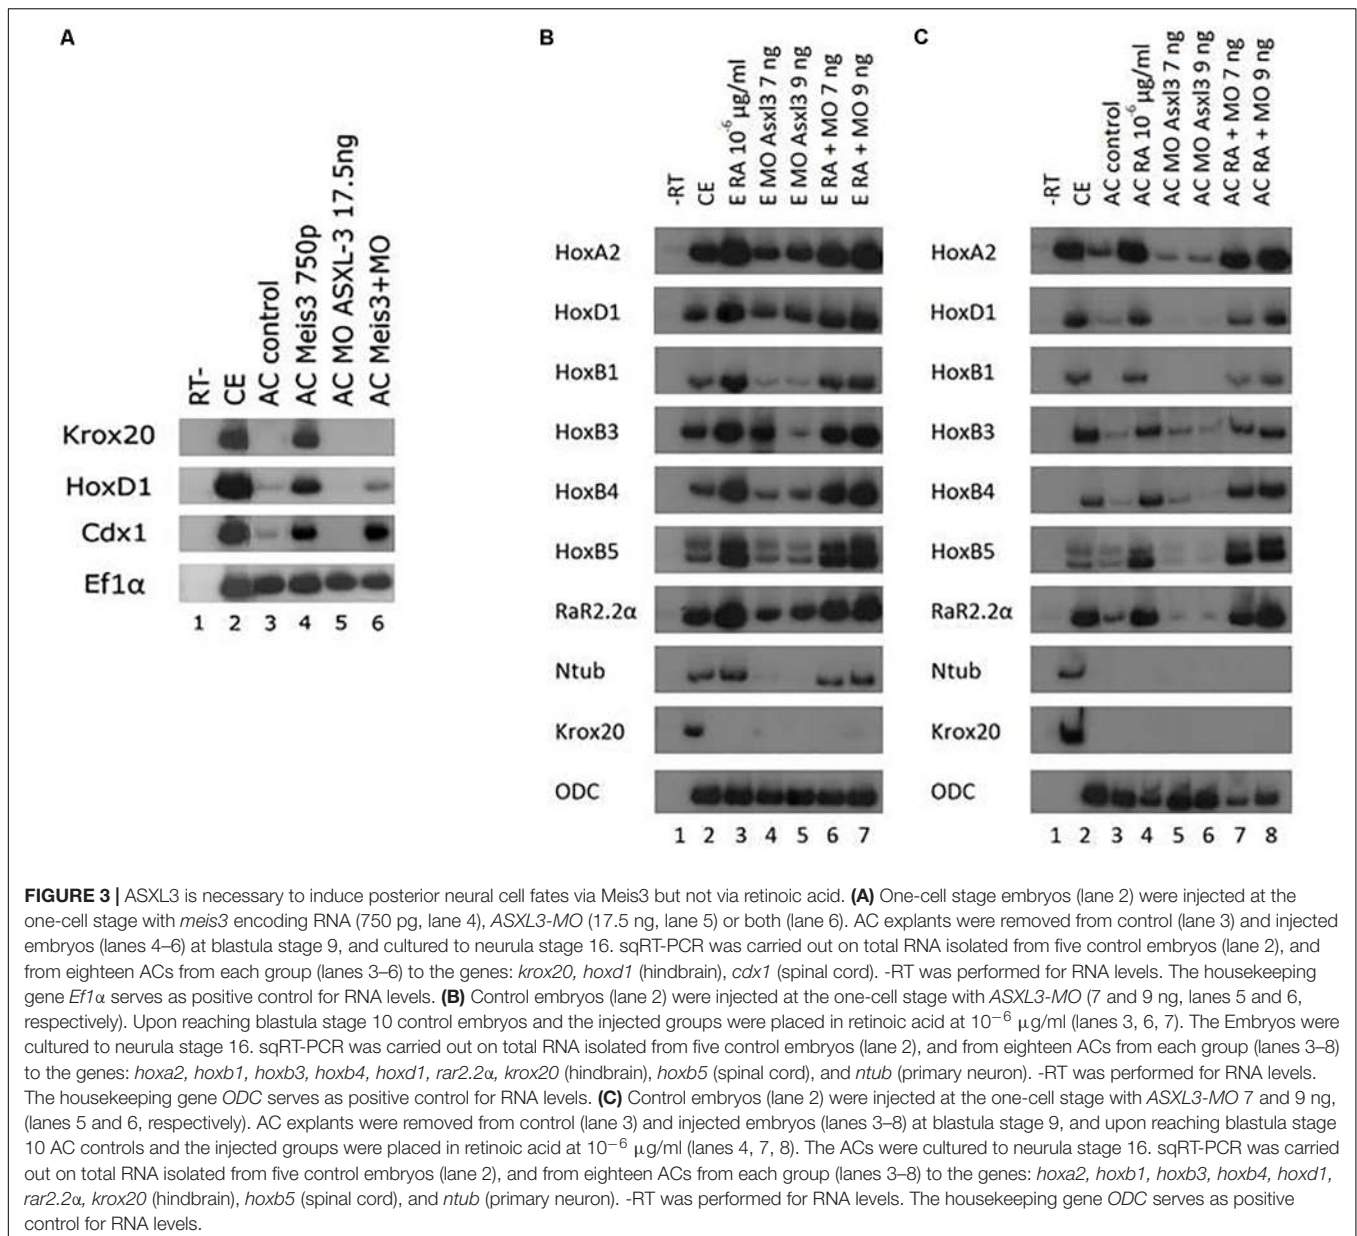 A
RT-
CE
AC control
AC Meis3 750p
AC MO ASXL-3 17.5ng
AC Meis3+MO
Krox20
HoxD1
Cdx1
Ef1α
1 2 3 4 5 6
B
-RT
CE
E RA 10⁻⁶ µg/ml
E MO Asxl3 7 ng
E MO Asxl3 9 ng
E RA + MO 7 ng
E RA + MO 9 ng
HoxA2
HoxD1
HoxB1
HoxB3
HoxB4
HoxB5
RaR2.2α
Ntub
Krox20
ODC
1 2 3 4 5 6 7
C
-RT
CE
AC control
AC RA 10⁻⁶ µg/ml
AC MO Asxl3 7 ng
AC MO Asxl3 9 ng
AC RA + MO 7 ng
AC RA + MO 9 ng
HoxA2
HoxD1
HoxB1
HoxB3
HoxB4
HoxB5
RaR2.2α
Ntub
Krox20
ODC
1 2 3 4 5 6 7 8
FIGURE 3 | ASXL3 is necessary to induce posterior neural cell fates via Meis3 but not via retinoic acid. (A) One-cell stage embryos (lane 2) were injected at the
one-cell stage with meis3 encoding RNA (750 pg, lane 4), ASXL3-MO (17.5 ng, lane 5) or both (lane 6). AC explants were removed from control (lane 3) and injected
embryos (lanes 4–6) at blastula stage 9, and cultured to neurula stage 16. sqRT-PCR was carried out on total RNA isolated from five control embryos (lane 2), and
from eighteen ACs from each group (lanes 3–6) to the genes: krox20, hoxd1 (hindbrain), cdx1 (spinal cord). -RT was performed for RNA levels. The housekeeping
gene Ef1α serves as positive control for RNA levels. (B) Control embryos (lane 2) were injected at the one-cell stage with ASXL3-MO (7 and 9 ng, lanes 5 and 6,
respectively). Upon reaching blastula stage 10 control embryos and the injected groups were placed in retinoic acid at 10⁻⁶ µg/ml (lanes 3, 6, 7). The Embryos were
cultured to neurula stage 16. sqRT-PCR was carried out on total RNA isolated from five control embryos (lane 2), and from eighteen ACs from each group (lanes 3–8)
to the genes: hoxa2, hoxb1, hoxb3, hoxb4, hoxd1, rar2.2α, krox20 (hindbrain), hoxb5 (spinal cord), and ntub (primary neuron). -RT was performed for RNA levels.
The housekeeping gene ODC serves as positive control for RNA levels. (C) Control embryos (lane 2) were injected at the one-cell stage with ASXL3-MO 7 and 9 ng,
(lanes 5 and 6, respectively). AC explants were removed from control (lane 3) and injected embryos (lanes 3–8) at blastula stage 9, and upon reaching blastula stage
10 AC controls and the injected groups were placed in retinoic acid at 10⁻⁶ µg/ml (lanes 4, 7, 8). The ACs were cultured to neurula stage 16. sqRT-PCR was carried
out on total RNA isolated from five control embryos (lane 2), and from eighteen ACs from each group (lanes 3–8) to the genes: hoxa2, hoxb1, hoxb3, hoxb4, hoxd1,
rar2.2α, krox20 (hindbrain), hoxb5 (spinal cord), and ntub (primary neuron). -RT was performed for RNA levels. The housekeeping gene ODC serves as positive
control for RNA levels.